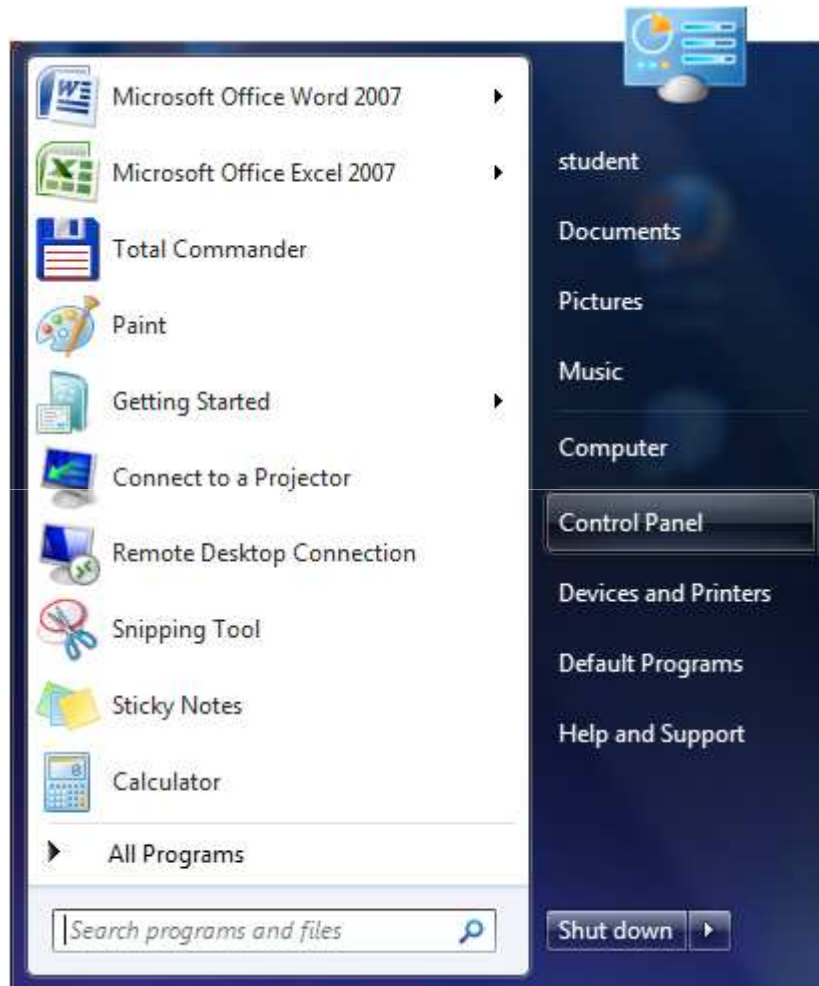 Microsoft Office Word 2007
Microsoft Office Excel 2007
Total Commander
Paint
Getting Started
Connect to a Projector
Remote Desktop Connection
Snipping Tool
Sticky Notes
Calculator
All Programs
Search programs and files
student
Documents
Pictures
Music
Computer
Control Panel
Devices and Printers
Default Programs
Help and Support
Shut down